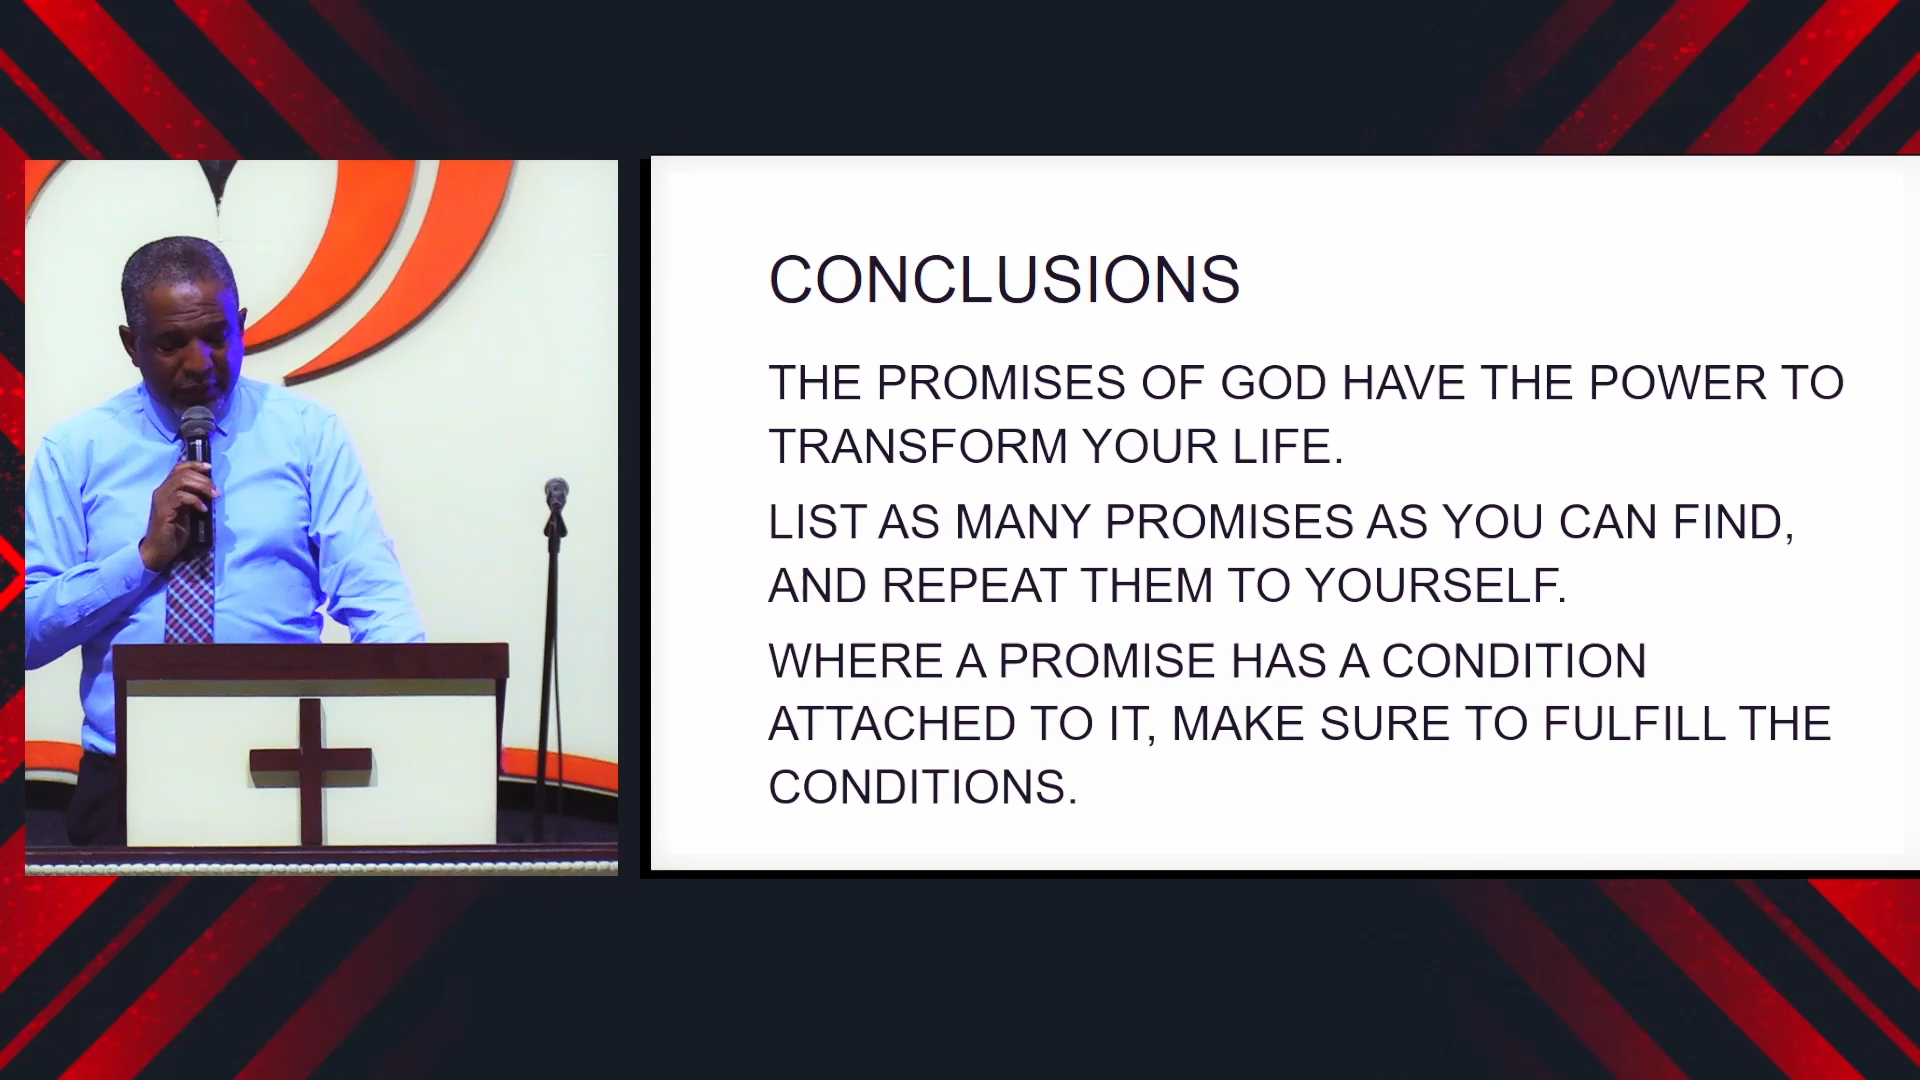 CONCLUSIONS
THE PROMISES OF GOD HAVE THE POWER TO
TRANSFORM YOUR LIFE.
LIST AS MANY PROMISES AS YOU CAN FIND,
AND REPEAT THEM TO YOURSELF.
WHERE A PROMISE HAS A CONDITION
ATTACHED TO IT, MAKE SURE TO FULFILL THE
CONDITIONS.